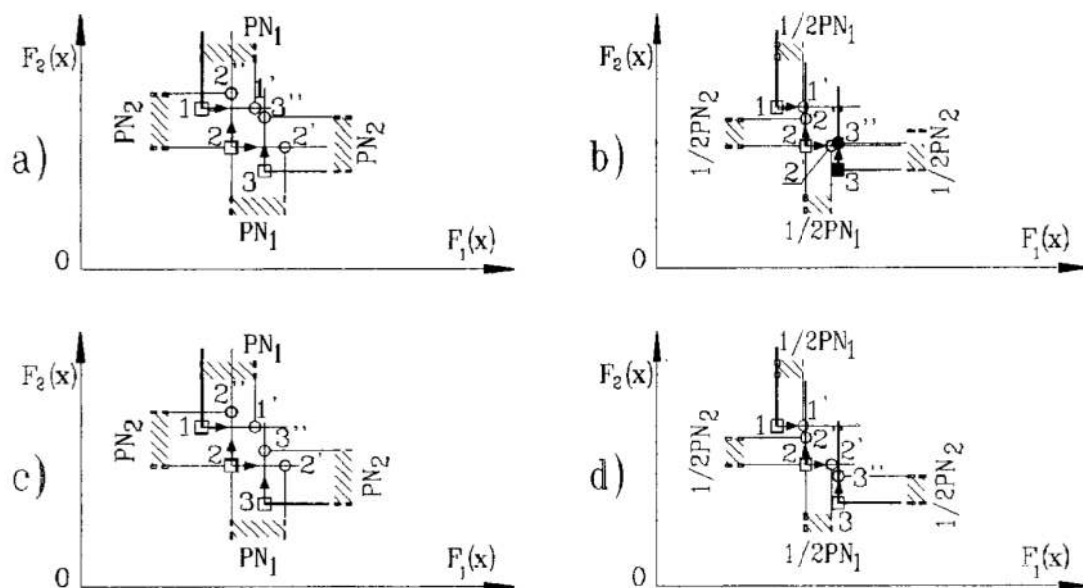 a)
F₂(x)
PN₁
2''
1'
1
3''
PN₂
2
2'
3
PN₂
PN₁
0
F₁(x)
b)
1/2PN₁
1
1'
2
1/2PN₂
2
3''
2
3
1/2PN₂
1/2PN₁
0
F₁(x)
c)
F₂(x)
PN₁
2''
1
1'
3''
PN₂
2
2'
3
PN₂
PN₁
0
F₁(x)
d)
F₂(x)
1/2PN₁
1
1'
2
2'
1/2PN₂
2
3''
3
1/2PN₂
1/2PN₁
0
F₁(x)